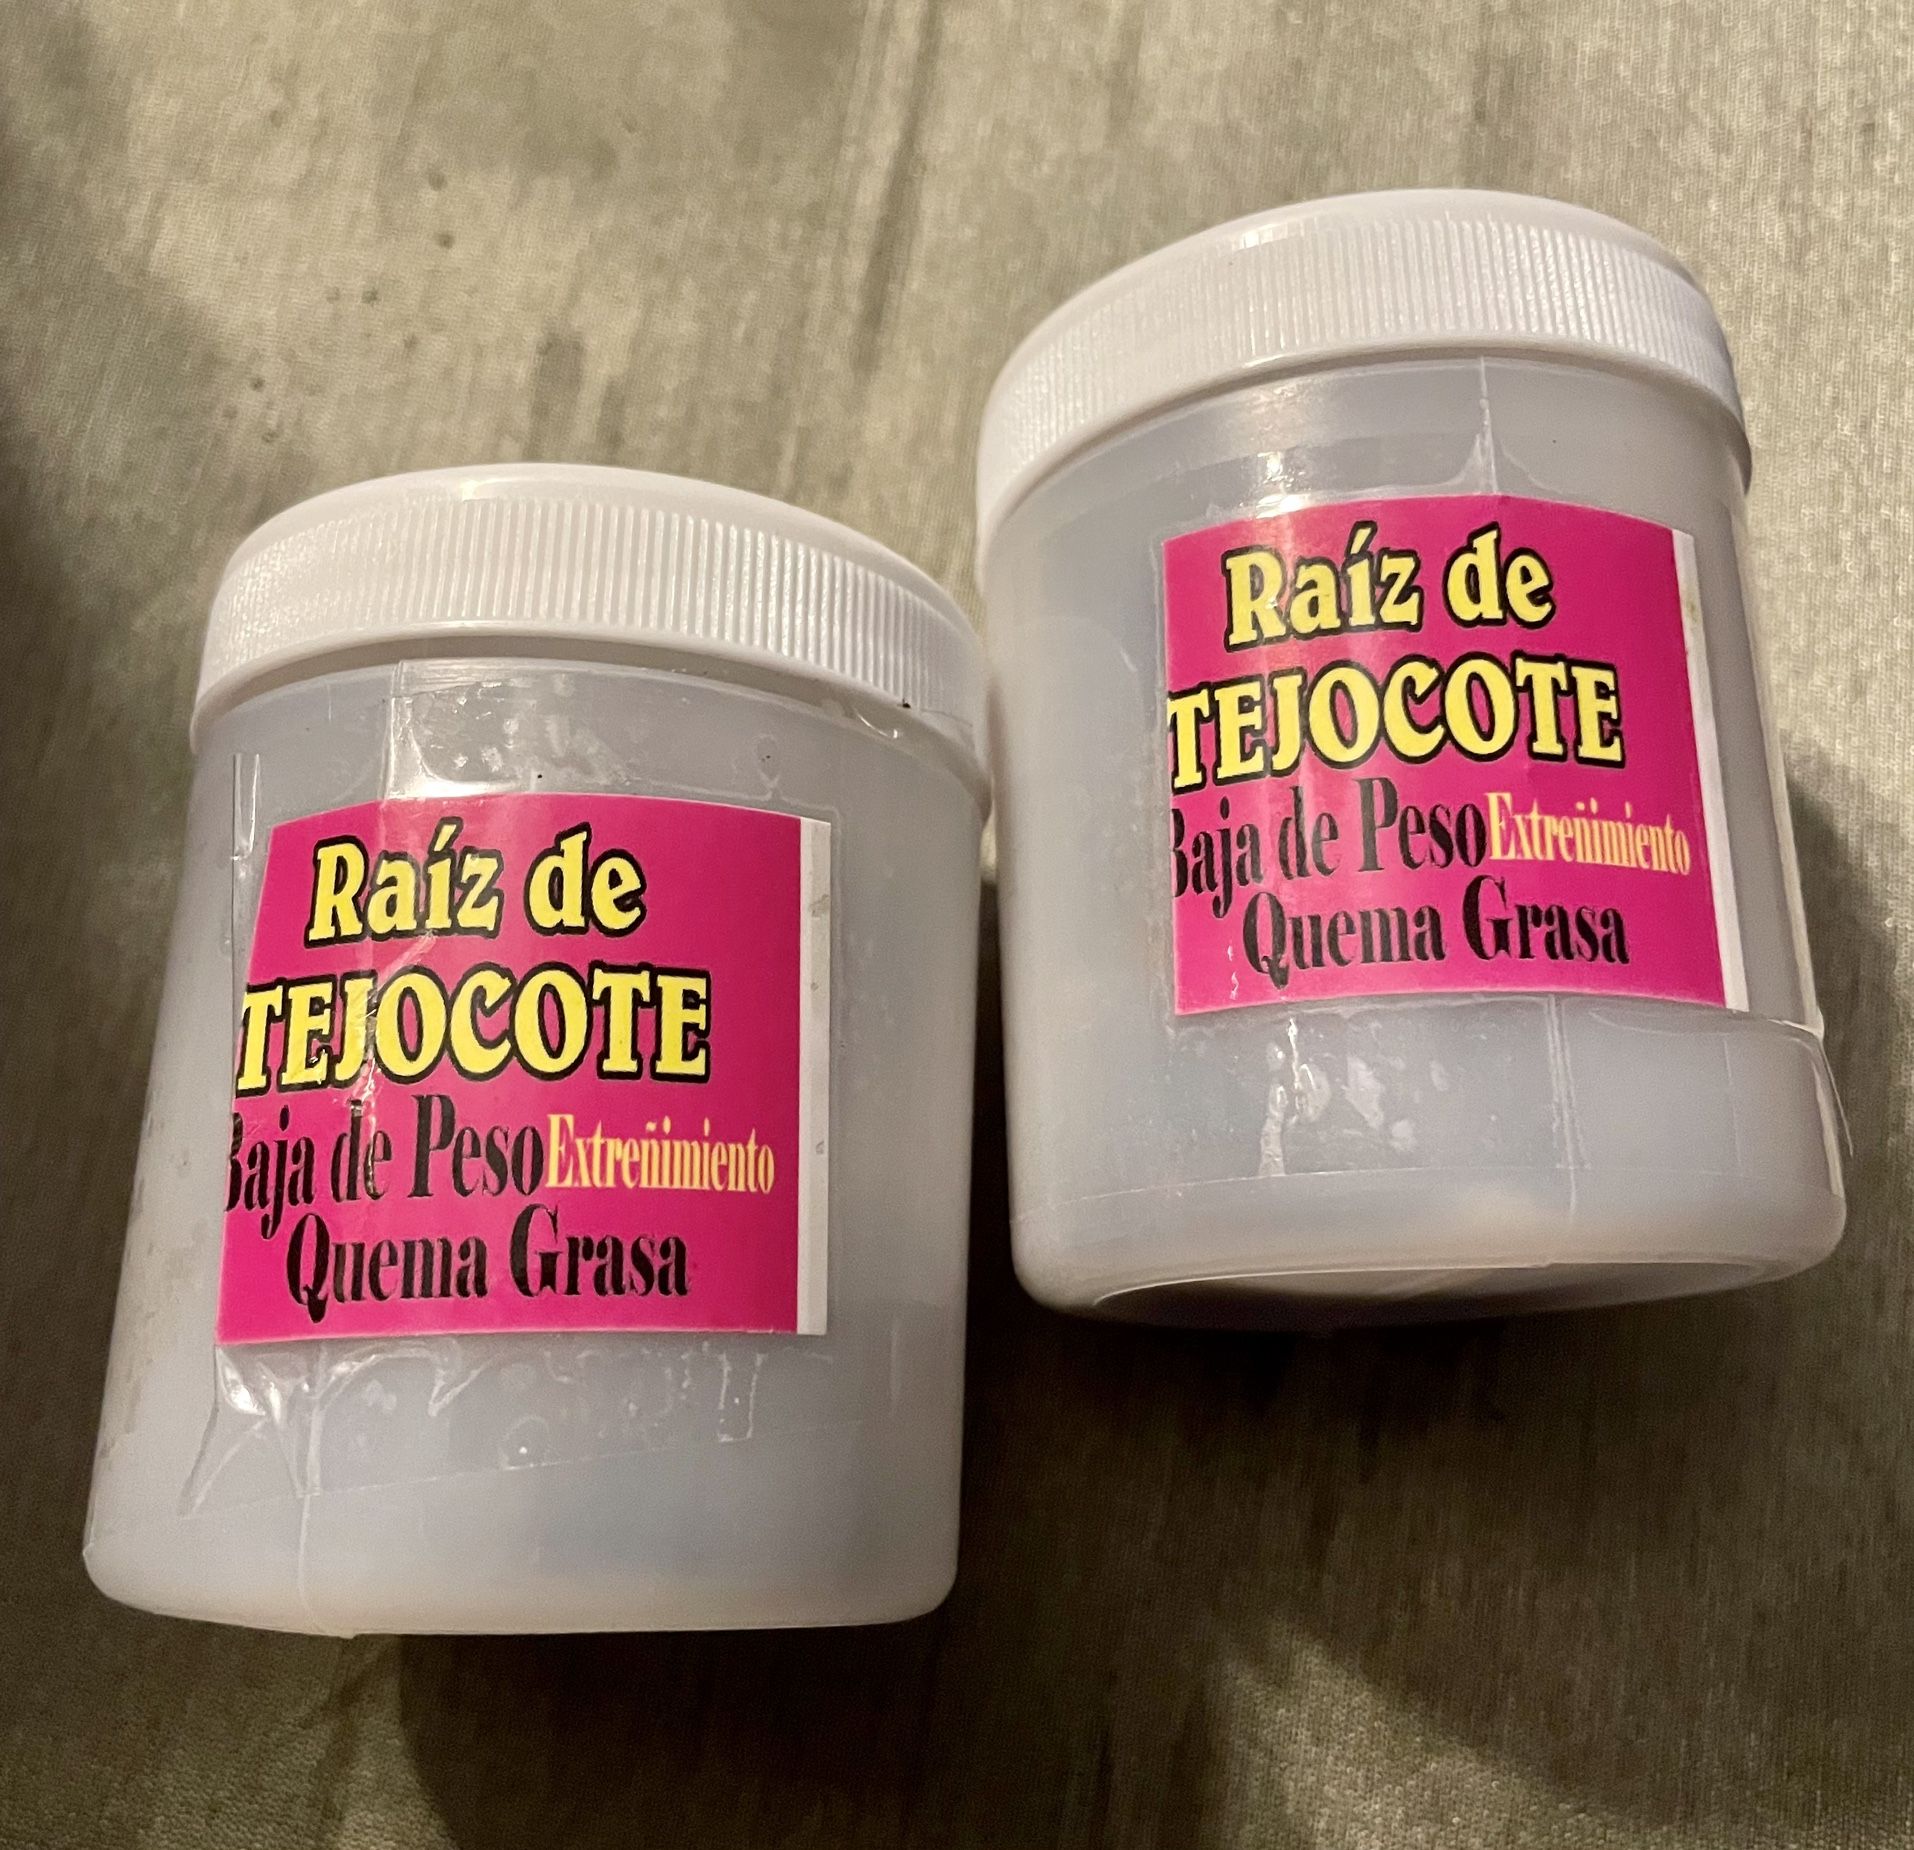 Raíz de
TEJOCOTE
Baja de Peso Extreñimiento
Quema Grasa
Raíz de
TEJOCOTE
Baja de Peso Extreñimiento
Quema Grasa